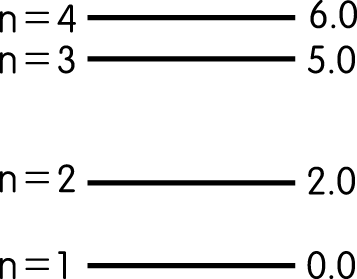 n = 4 6.0
n = 3 5.0
n = 2 2.0
n = 1 0.0